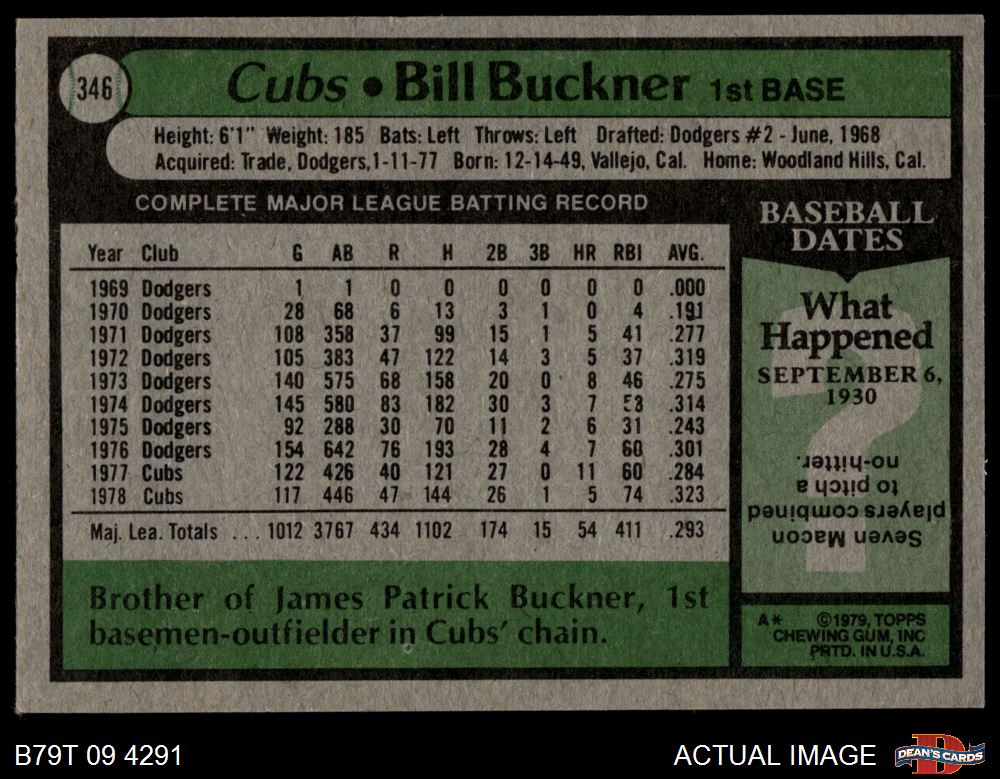 346
Cubs • Bill Buckner 1st BASE
Height: 6'1" Weight: 185 Bats: Left Throws: Left Drafted: Dodgers #2 - June, 1968
Acquired: Trade, Dodgers, 1-11-77 Born: 12-14-49, Vallejo, Cal. Home: Woodland Hills, Cal.
COMPLETE MAJOR LEAGUE BATTING RECORD
Year Club G AB R H 2B 3B HR RBI AVG.
1969 Dodgers 1 1 0 0 0 0 0 0 .000
1970 Dodgers 28 68 6 13 3 1 0 4 .191
1971 Dodgers 108 358 37 99 15 1 5 41 .277
1972 Dodgers 105 383 47 122 14 3 5 37 .319
1973 Dodgers 140 575 68 158 20 0 8 46 .275
1974 Dodgers 145 580 83 182 30 3 7 58 .314
1975 Dodgers 92 288 30 70 11 2 6 31 .243
1976 Dodgers 154 642 76 193 28 4 7 60 .301
1977 Cubs 122 426 40 121 27 0 11 60 .284
1978 Cubs 117 446 47 144 26 1 5 74 .323
Maj. Lea. Totals ... 1012 3767 434 1102 174 15 54 411 .293
Brother of James Patrick Buckner, 1st
basemen-outfielder in Cubs' chain.
BASEBALL
DATES
What
Happened
SEPTEMBER 6,
1930
?
Seven Macon
players combined
to pitch a
no-hitter.
A* ©1979, TOPPS
CHEWING GUM, INC
PRTD. IN U.S.A.
B79T 09 4291
ACTUAL IMAGE
D
DEAN'S CARDS